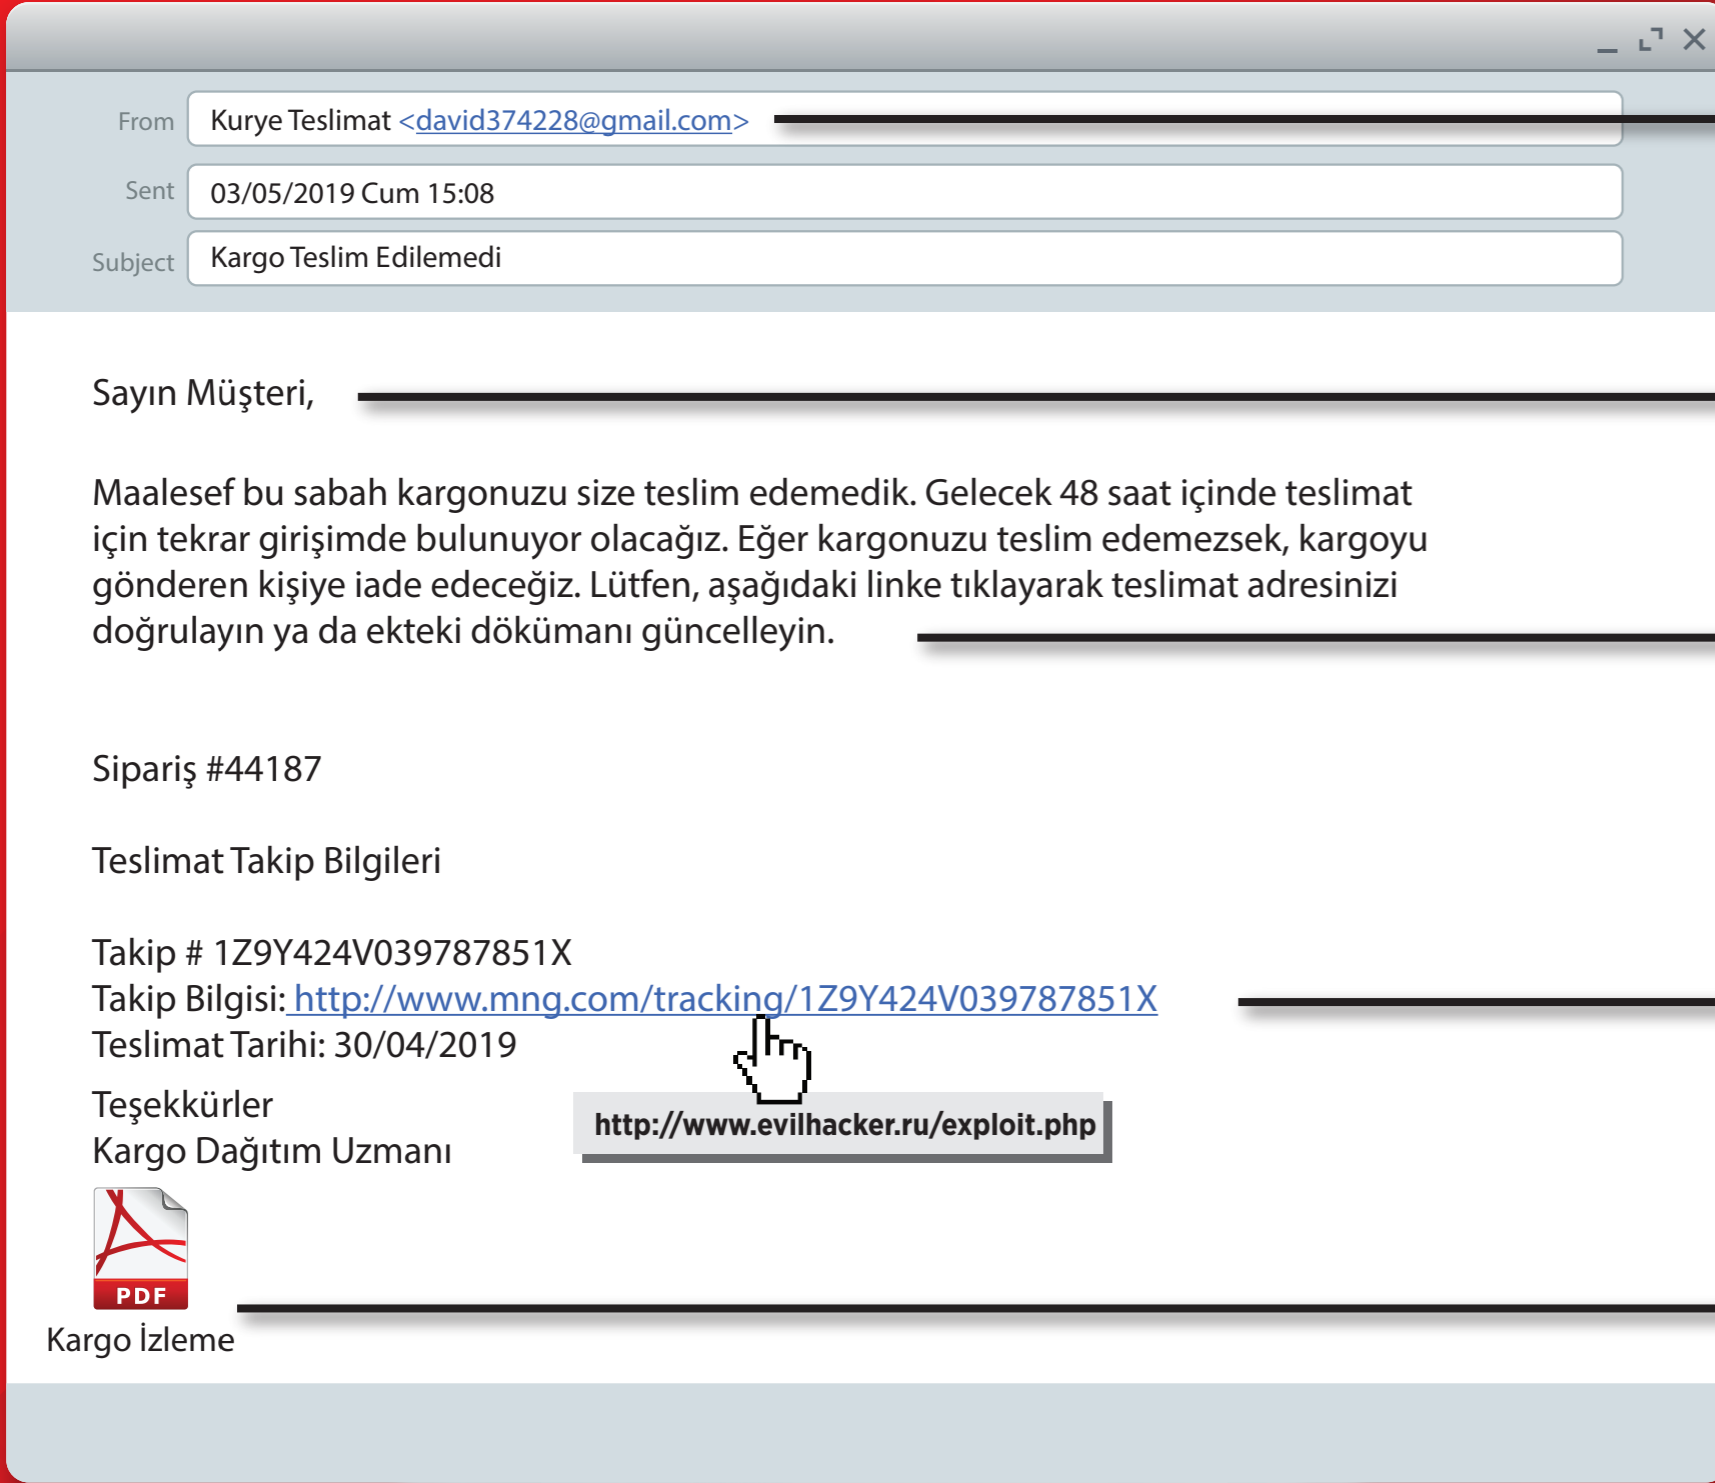 From Kurye Teslimat <david374228@gmail.com>
Sent 03/05/2019 Cum 15:08
Subject Kargo Teslim Edilemedi
Sayın Müşteri,
Maalesef bu sabah kargonuzu size teslim edemedik. Gelecek 48 saat içinde teslimat
için tekrar girişimde bulunuyor olacağız. Eğer kargonuzu teslim edemezsek, kargoyu
gönderen kişiye iade edeceğiz. Lütfen, aşağıdaki linke tıklayarak teslimat adresinizi
doğrulayın ya da ekteki dökümanı güncelleyin.
Sipariş #44187
Teslimat Takip Bilgileri
Takip # 1Z9Y424V039787851X
Takip Bilgisi: http://www.mng.com/tracking/1Z9Y424V039787851X
Teslimat Tarihi: 30/04/2019
http://www.evilhacker.ru/exploit.php
Teşekkürler
Kargo Dağıtım Uzmanı
PDF
Kargo İzleme